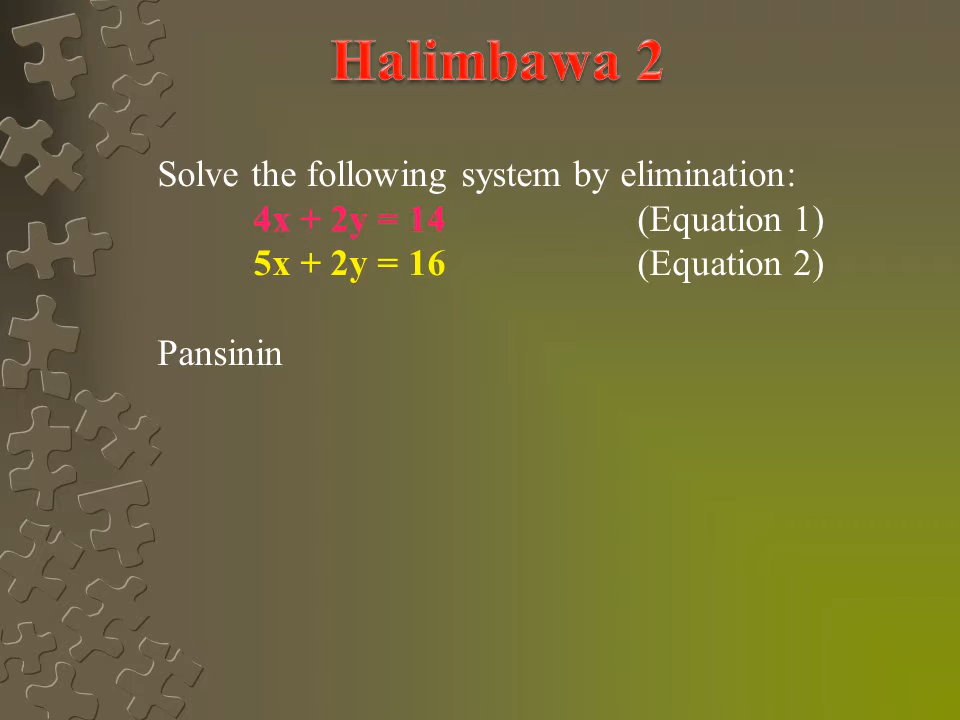 Halimbawa 2
Solve the following system by elimination:
4x + 2y = 14 (Equation 1)
5x + 2y = 16 (Equation 2)
Pansinin